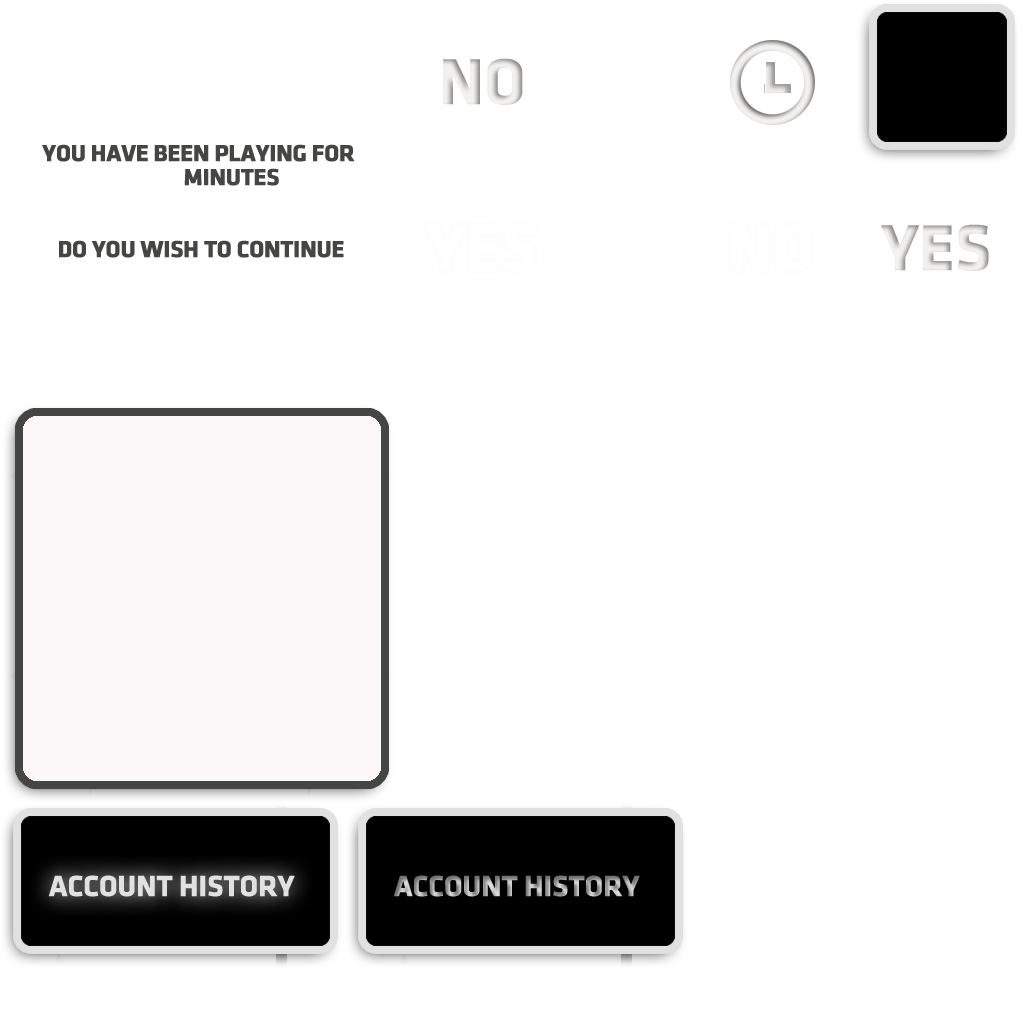 NO
YOU HAVE BEEN PLAYING FOR
MINUTES
DO YOU WISH TO CONTINUE
YES
NO
YES
ACCOUNT HISTORY
ACCOUNT HISTORY